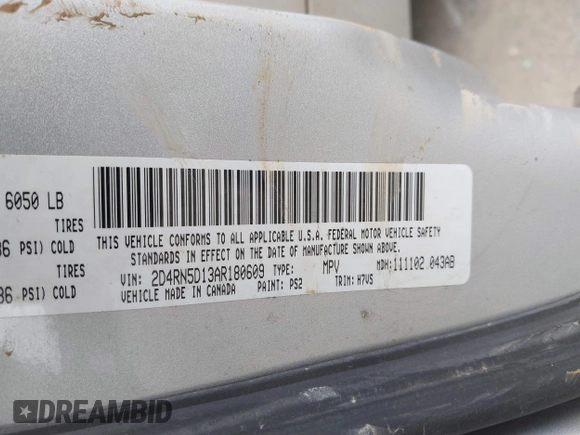 6050 LB
TIRES
36 PSI) COLD
TIRES
36 PSI) COLD
THIS VEHICLE CONFORMS TO ALL APPLICABLE U.S.A. FEDERAL MOTOR VEHICLE SAFETY
STANDARDS IN EFFECT ON THE DATE OF MANUFACTURE SHOWN ABOVE.
VIN: 2D4RN5D13AR180609 TYPE: MPV MDH:111102 043AB
VEHICLE MADE IN CANADA PAINT: PS2 TRIM: H7VS
DREAMBID